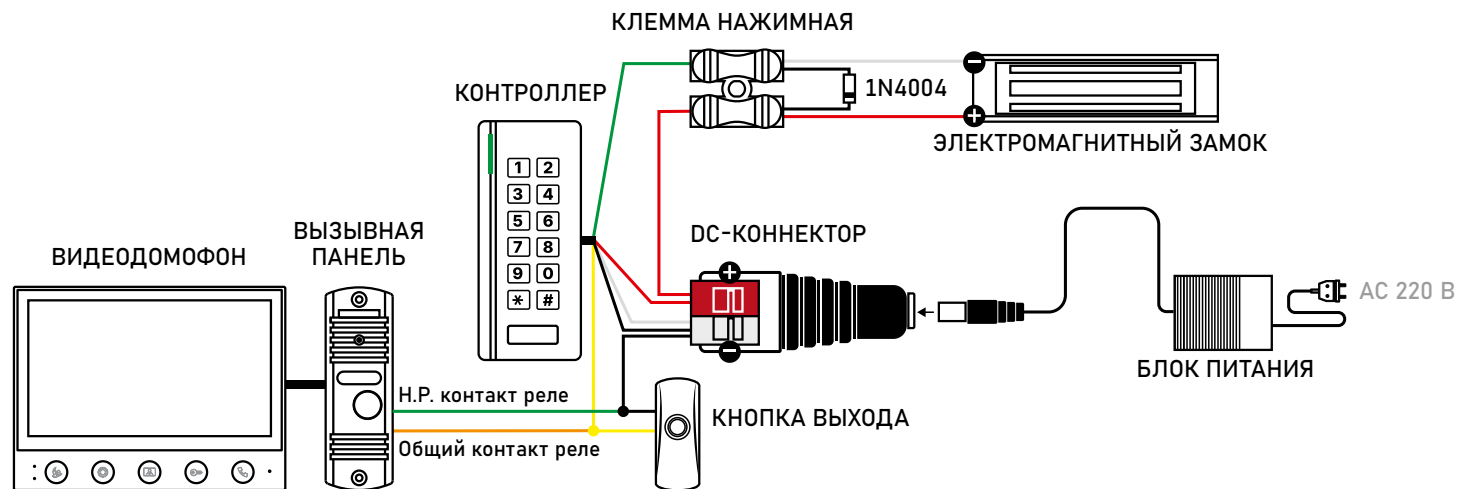 КЛЕММА НАЖИМНАЯ
1N4004
КОНТРОЛЛЕР
ЭЛЕКТРОМАГНИТНЫЙ ЗАМОК
1 2
3 4
5 6
7 8
9 0
* #
ВЫЗЫВНАЯ
ПАНЕЛЬ
DC-КОННЕКТОР
ВИДЕОДОМОФОН
AC 220 В
БЛОК ПИТАНИЯ
Н.Р. контакт реле
КНОПКА ВЫХОДА
Общий контакт реле